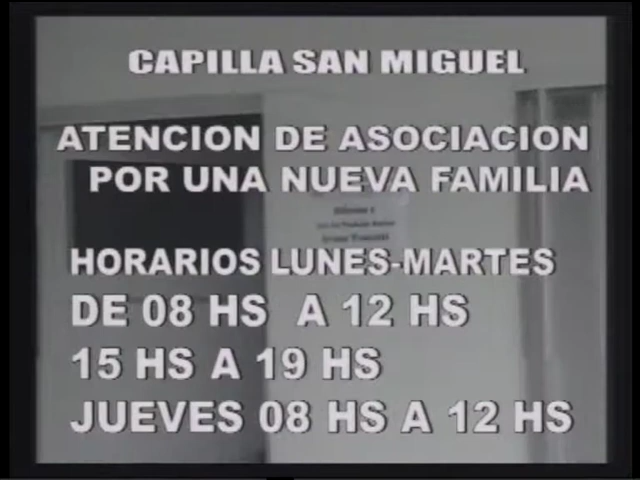 CAPILLA SAN MIGUEL
ATENCION DE ASOCIACION
POR UNA NUEVA FAMILIA
HORARIOS LUNES-MARTES
DE 08 HS A 12 HS
15 HS A 19 HS
JUEVES 08 HS A 12 HS